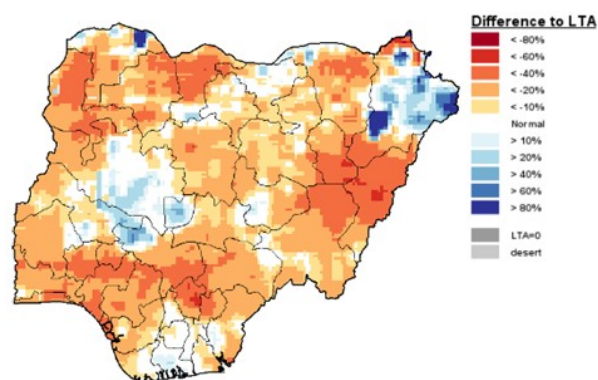 Difference to LTA
< -80%
< -60%
< -40%
< -20%
< -10%
Normal
> 10%
> 20%
> 40%
> 60%
> 80%
LTA=0
desert